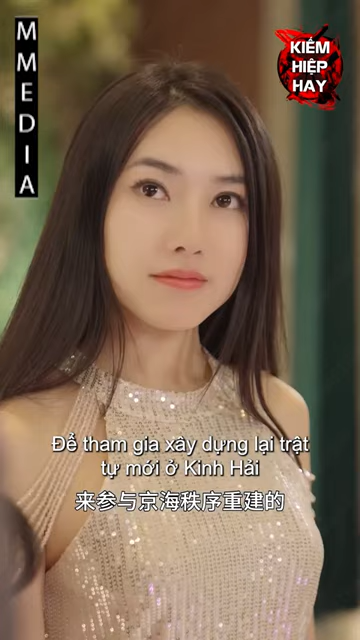 MMEDIA
KIẾM
HIỆP
HAY
Để tham gia xây dựng lại trật
tự mới ở Kinh Hải
来参与京海秩序重建的